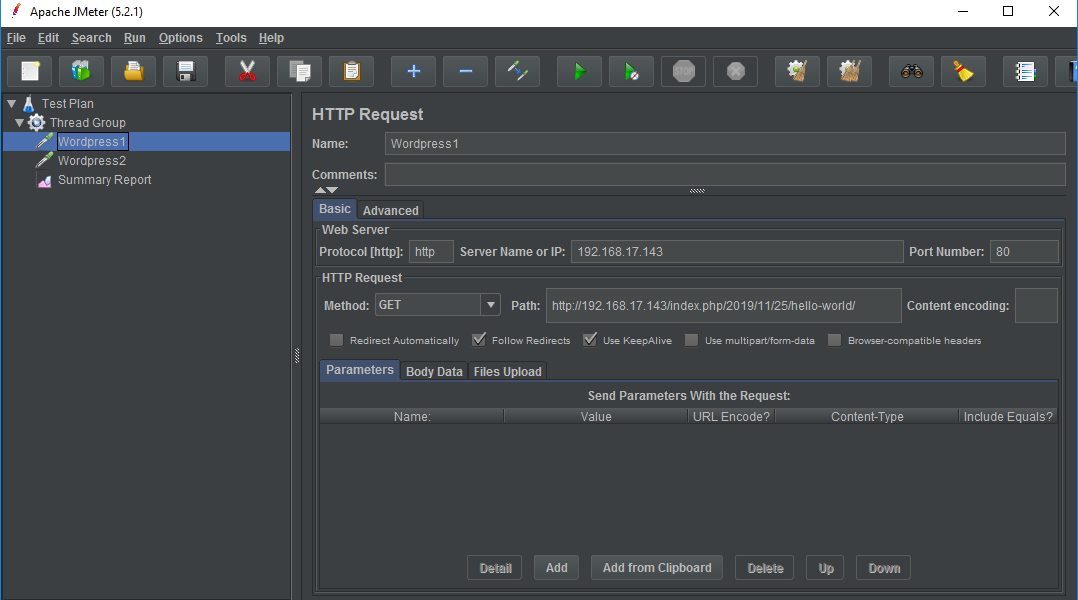 Apache JMeter (5.2.1)
File Edit Search Run Options Tools Help
STOP
Test Plan
Thread Group
Wordpress1
Wordpress2
Summary Report
HTTP Request
Name: Wordpress1
Comments:
Basic Advanced
Web Server
Protocol [http]: http Server Name or IP: 192.168.17.143 Port Number: 80
HTTP Request
Method: GET Path: http://192.168.17.143/index.php/2019/11/25/hello-world/ Content encoding:
Redirect Automatically Follow Redirects Use KeepAlive Use multipart/form-data Browser-compatible headers
Parameters Body Data Files Upload
Send Parameters With the Request:
Name: Value URL Encode? Content-Type Include Equals?
Detail Add Add from Clipboard Delete Up Down